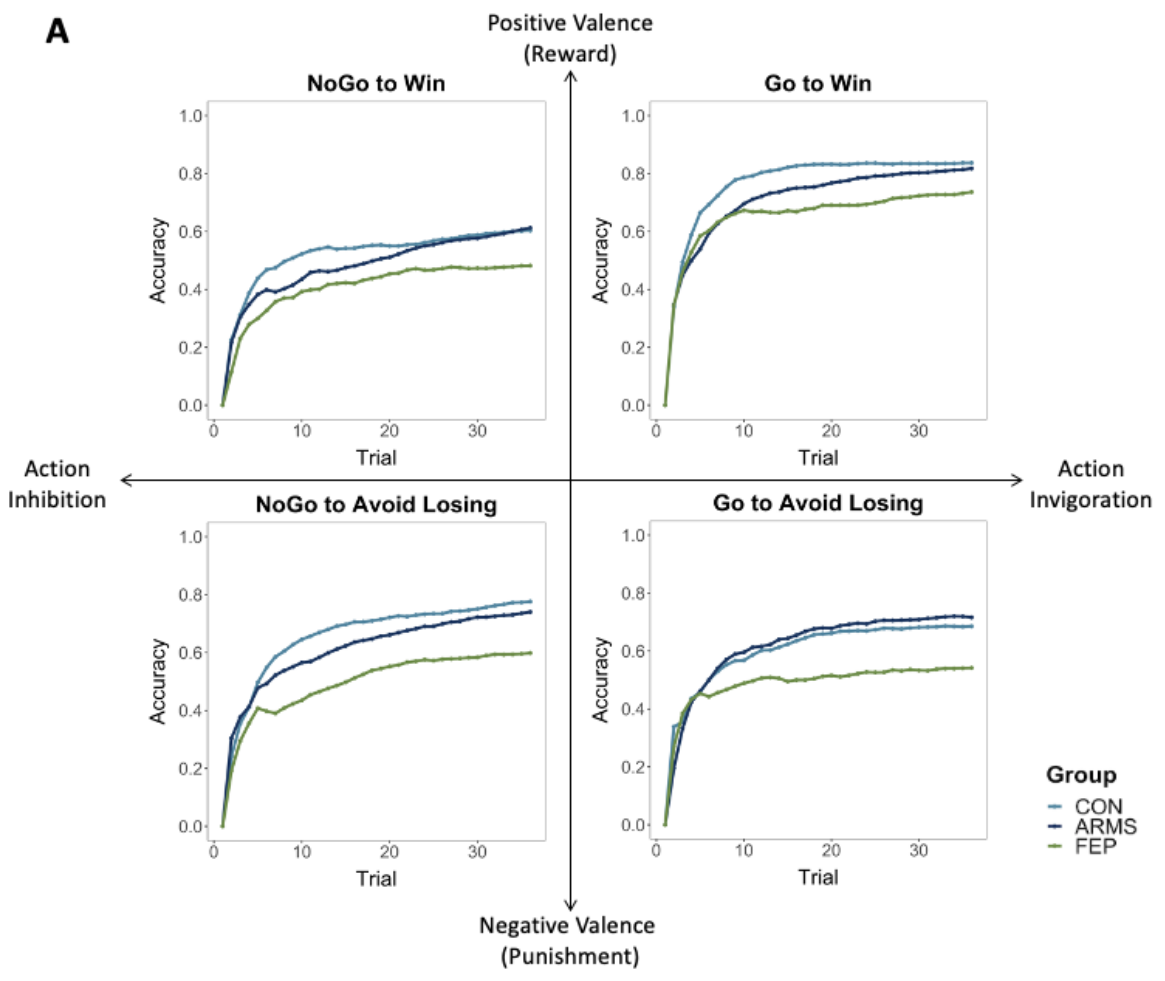 A
Positive Valence
(Reward)
NoGo to Win
1.0
0.8
0.6
0.4
0.2
0.0
Accuracy
0
10
20
30
Trial
Go to Win
1.0
0.8
0.6
0.4
0.2
0.0
Accuracy
0
10
20
30
Trial
Action
Inhibition
Action
Invigoration
NoGo to Avoid Losing
1.0
0.8
0.6
0.4
0.2
0.0
Accuracy
0
10
20
30
Trial
Go to Avoid Losing
1.0
0.8
0.6
0.4
0.2
0.0
Accuracy
0
10
20
30
Trial
Group
CON
ARMS
FEP
Negative Valence
(Punishment)